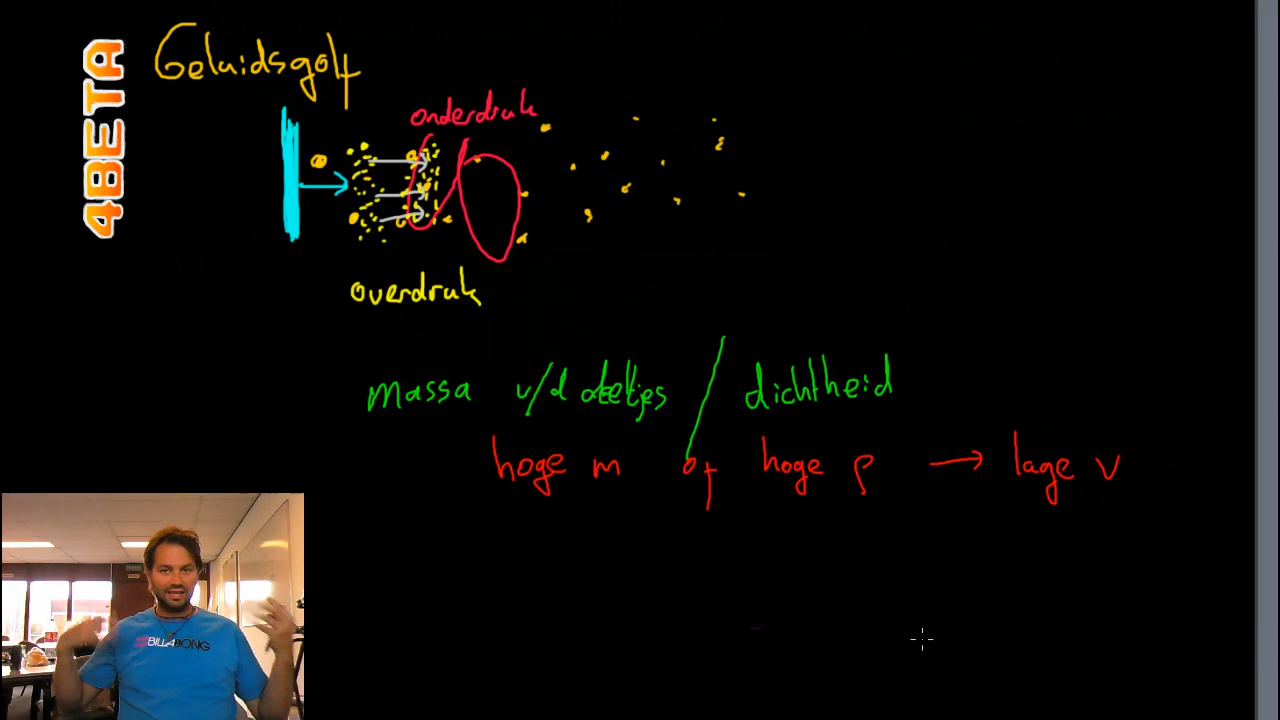 4BETA
Geluidsgolf
onderdruk
overdruk
massa v/d deeltjes / dichtheid
hoge m of hoge ρ → lage v
BILLABONG